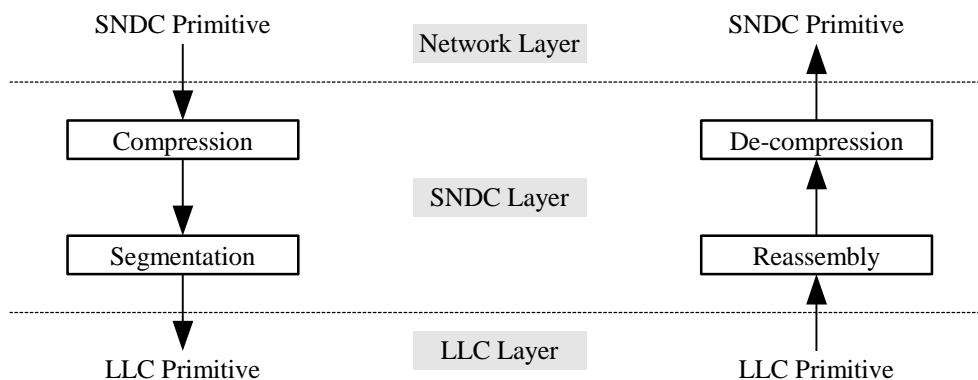 SNDC Primitive
Network Layer
SNDC Primitive
Compression
De-compression
SNDC Layer
Segmentation
Reassembly
LLC Primitive
LLC Layer
LLC Primitive